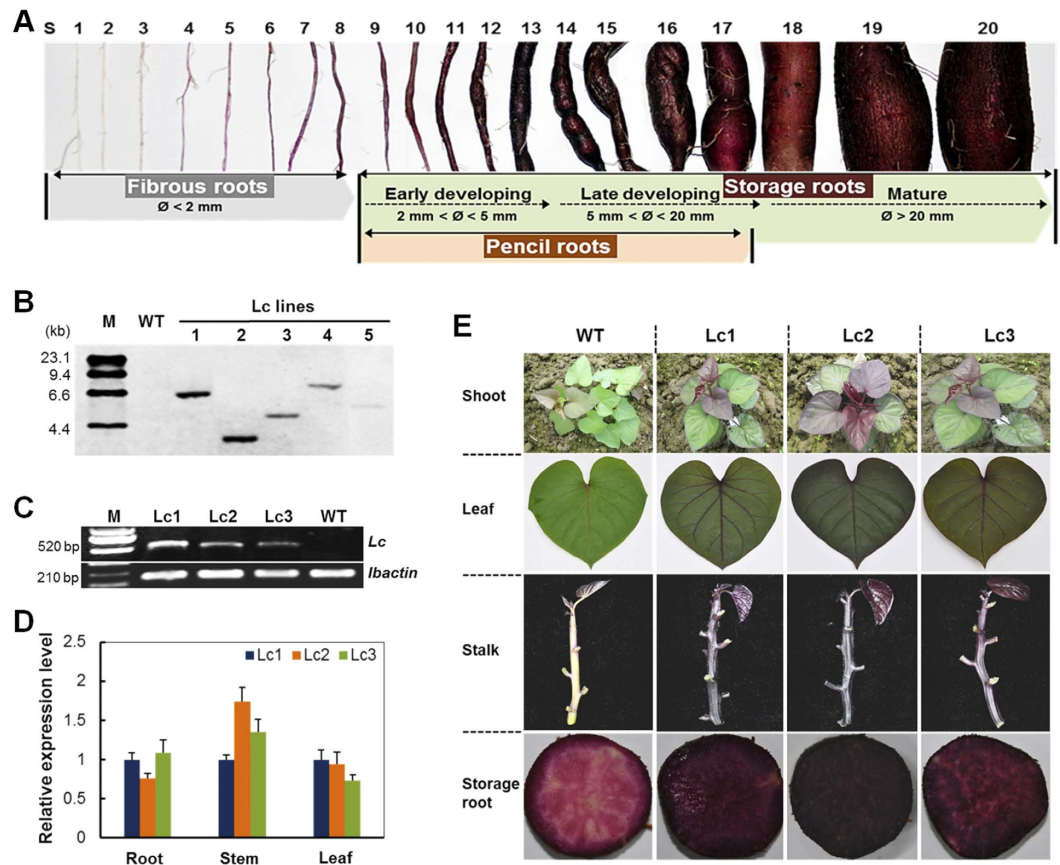 A
S 1 2 3 4 5 6 7 8 9 10 11 12 13 14 15 16 17 18 19 20
Fibrous roots
Ø < 2 mm
Storage roots
Early developing
2 mm < Ø < 5 mm
Late developing
5 mm < Ø < 20 mm
Mature
Ø > 20 mm
Pencil roots
B
Lc lines
M WT 1 2 3 4 5
(kb)
23.1
9.4
6.6
4.4
C
M Lc1 Lc2 Lc3 WT
520 bp Lc
210 bp Ibactin
D
Relative expression level
2.5
2
1.5
1
0.5
0
Lc1 Lc2 Lc3
Root Stem Leaf
E
WT Lc1 Lc2 Lc3
Shoot
Leaf
Stalk
Storage
root